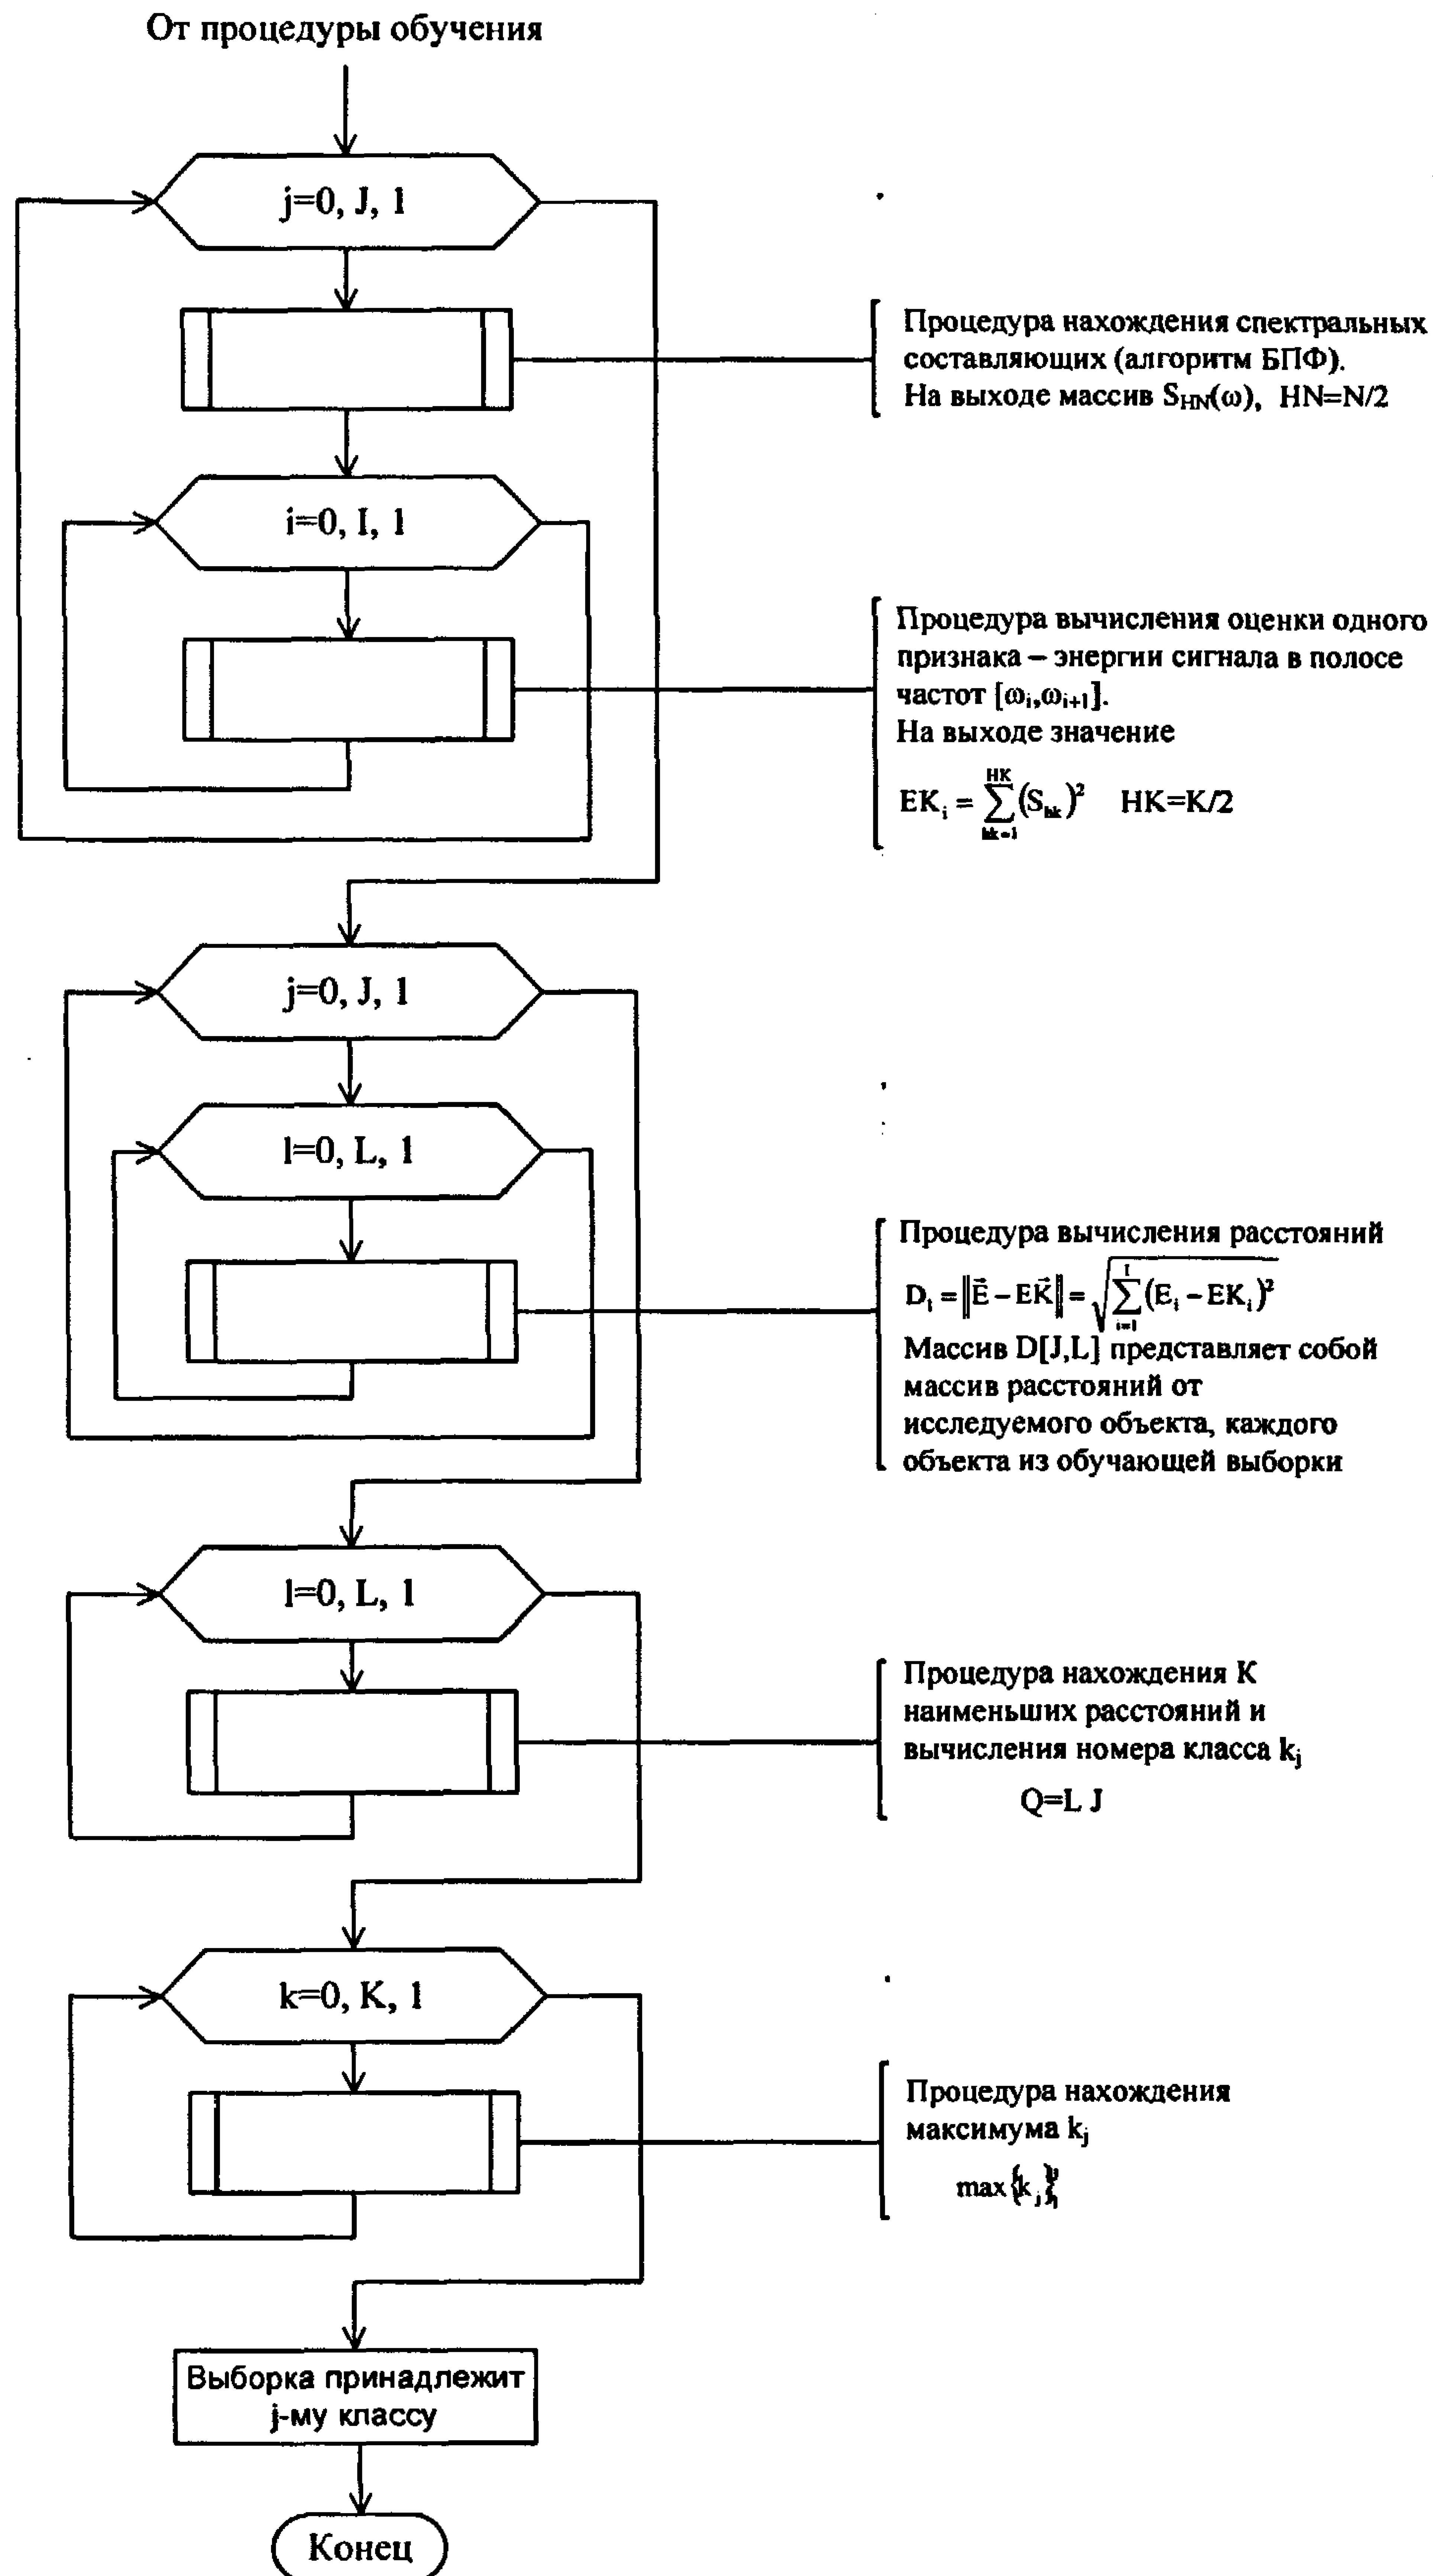 От процедуры обучения
j=0, J, 1
Процедура нахождения спектральных
составляющих (алгоритм БПФ).
На выходе массив S_HN(ω), HN=N/2
i=0, I, 1
Процедура вычисления оценки одного
признака – энергии сигнала в полосе
частот [ω_i,ω_i+1].
На выходе значение
EK_i = ∑_{hk=1}^{HK} (S_hk)² HK=K/2
j=0, J, 1
l=0, L, 1
Процедура вычисления расстояний
D_l = ‖E⃗ – EK⃗‖ = √(∑_{i=1}^{I} (E_i – EK_i)²)
Массив D[J,L] представляет собой
массив расстояний от
исследуемого объекта, каждого
объекта из обучающей выборки
l=0, L, 1
Процедура нахождения К
наименьших расстояний и
вычисления номера класса k_j
Q=L J
k=0, K, 1
Процедура нахождения
максимума k_j
max{k_j}
Выборка принадлежит
j-му классу
Конец